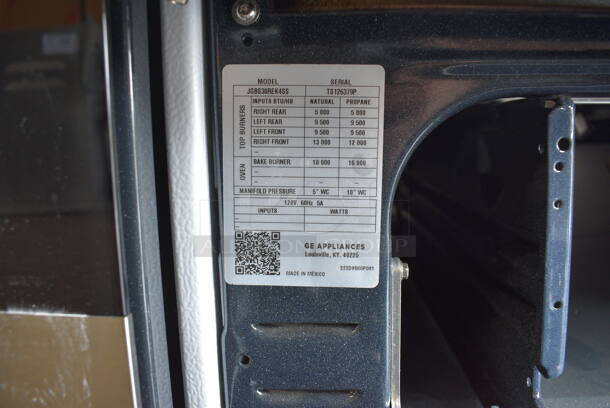 MODEL SERIAL
JGBS30REK4SS TS126379P
INPUTS BTU/HR NATURAL PROPANE
TOP BURNERS
RIGHT REAR 5 000 5 000
LEFT REAR 9 500 9 500
LEFT FRONT 9 500 9 500
RIGHT FRONT 13 000 12 000
– – –
OVEN
BAKE BURNER 18 000 16 000
– – –
– – –
MANIFOLD PRESSURE 5" WC 10" WC
120V 60Hz 5A
INPUTS WATTS
– –
– –
GE APPLIANCES
Louisville, KY. 40225
MADE IN MEXICO